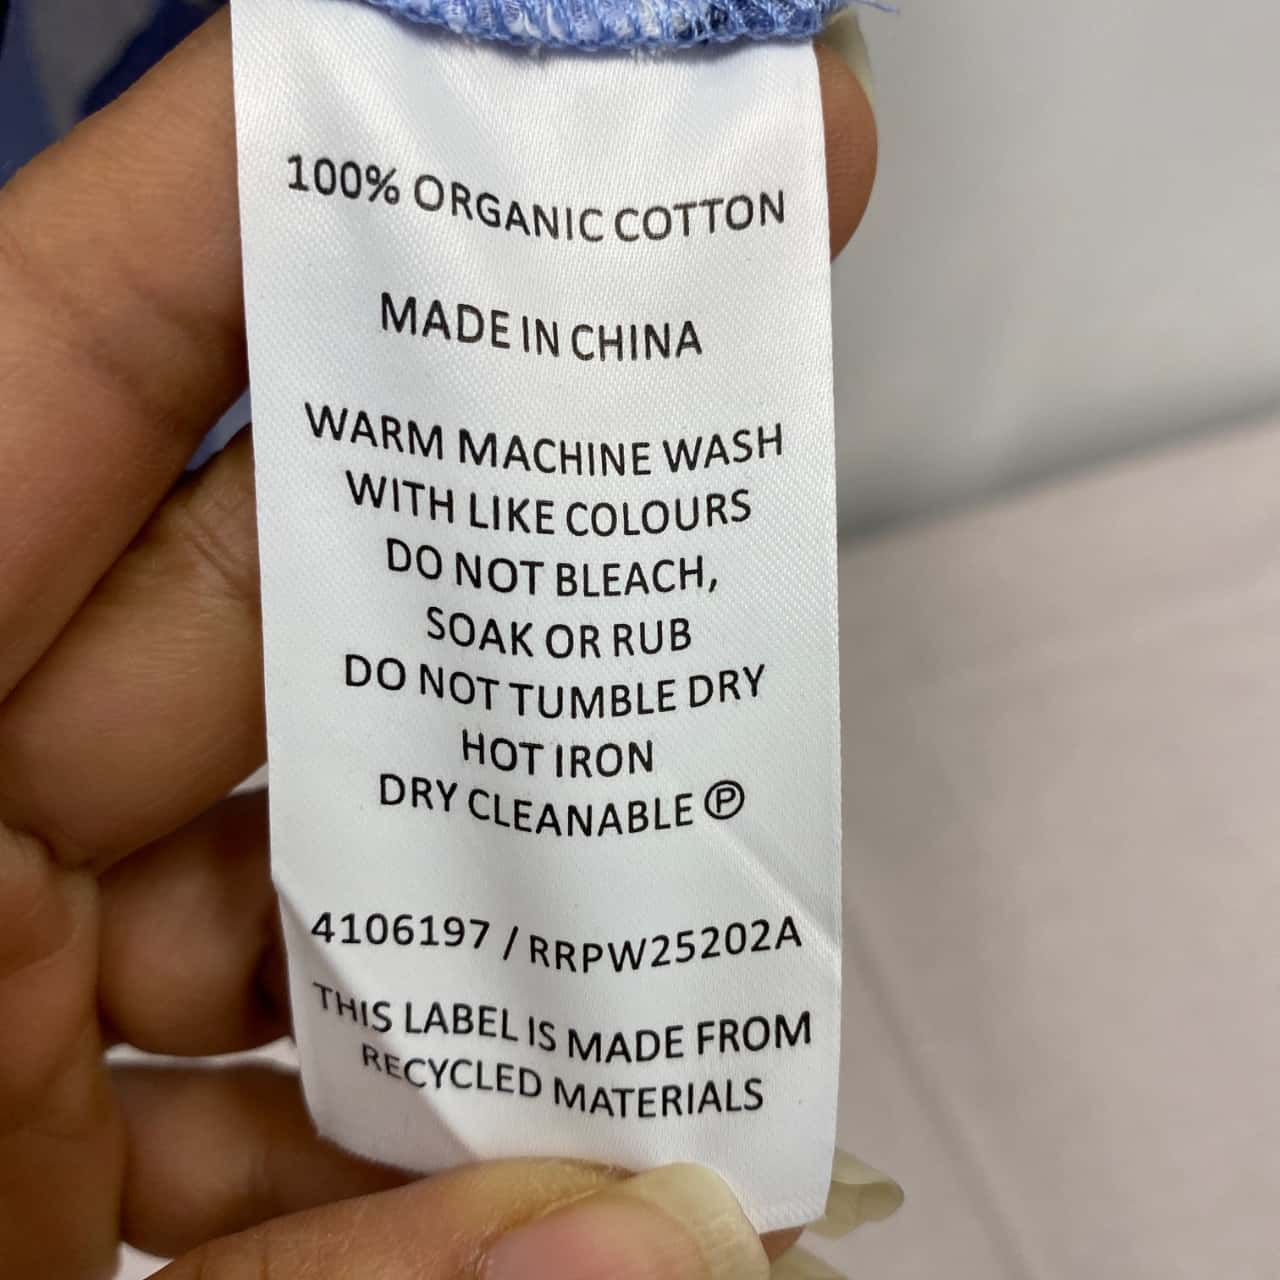 100% ORGANIC COTTON
MADE IN CHINA
WARM MACHINE WASH
WITH LIKE COLOURS
DO NOT BLEACH,
SOAK OR RUB
DO NOT TUMBLE DRY
HOT IRON
DRY CLEANABLE Ⓟ
4106197 / RRPW25202A
THIS LABEL IS MADE FROM
RECYCLED MATERIALS